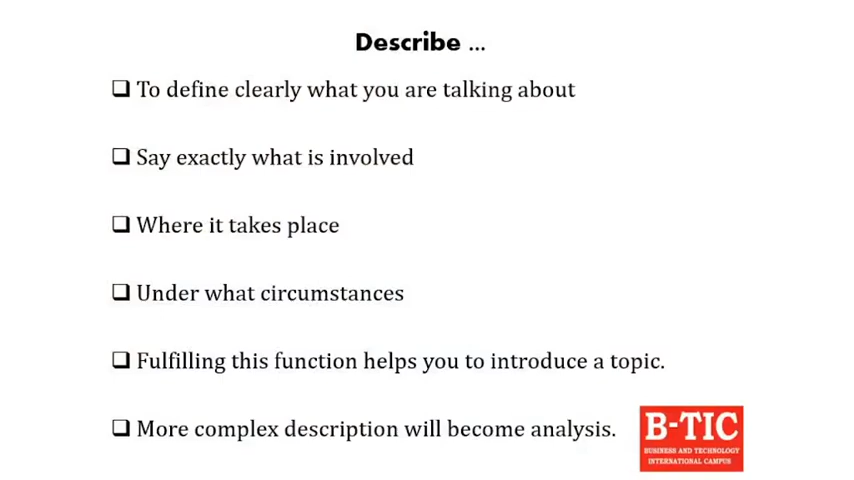 Describe ...
To define clearly what you are talking about
Say exactly what is involved
Where it takes place
Under what circumstances
Fulfilling this function helps you to introduce a topic.
More complex description will become analysis.
B-TIC
BUSINESS AND TECHNOLOGY
INTERNATIONAL CAMPUS